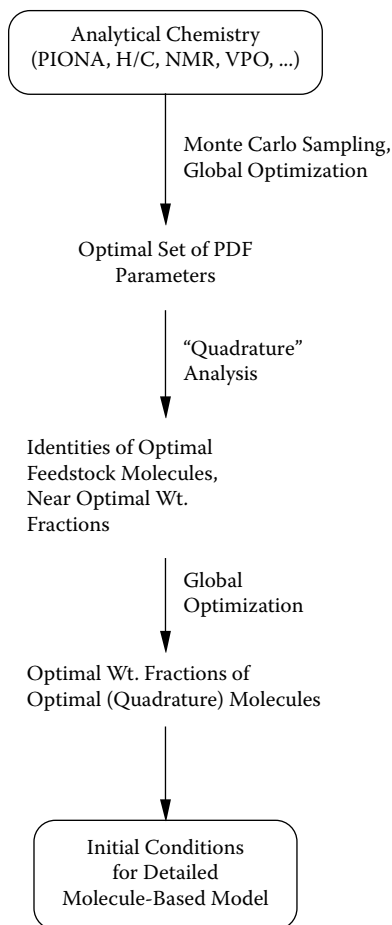 Analytical Chemistry
(PIONA, H/C, NMR, VPO, ...)
Monte Carlo Sampling,
Global Optimization
Optimal Set of PDF
Parameters
“Quadrature”
Analysis
Identities of Optimal
Feedstock Molecules,
Near Optimal Wt.
Fractions
Global
Optimization
Optimal Wt. Fractions of
Optimal (Quadrature) Molecules
Initial Conditions
for Detailed
Molecule-Based Model